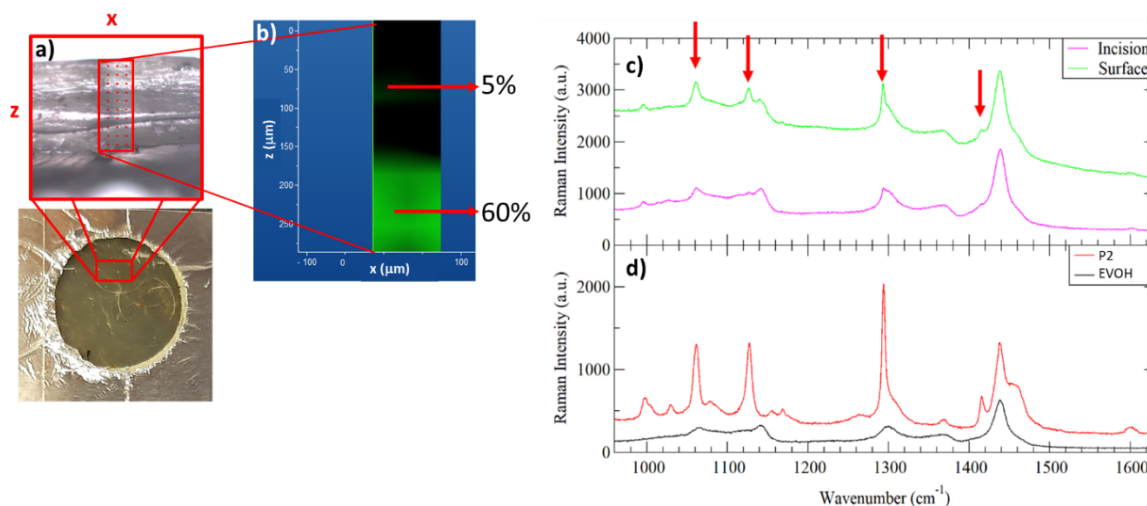 x
a)
z
b)
0
50
100
150
200
250
z (μm)
- 100
0
100
x (μm)
5%
60%
c)
Incision
Surface
4000
3000
2000
1000
0
Raman Intensity (a.u.)
d)
P2
EVOH
2000
1000
0
Raman Intensity (a.u.)
1000
1100
1200
1300
1400
1500
1600
Wavenumber (cm-1)